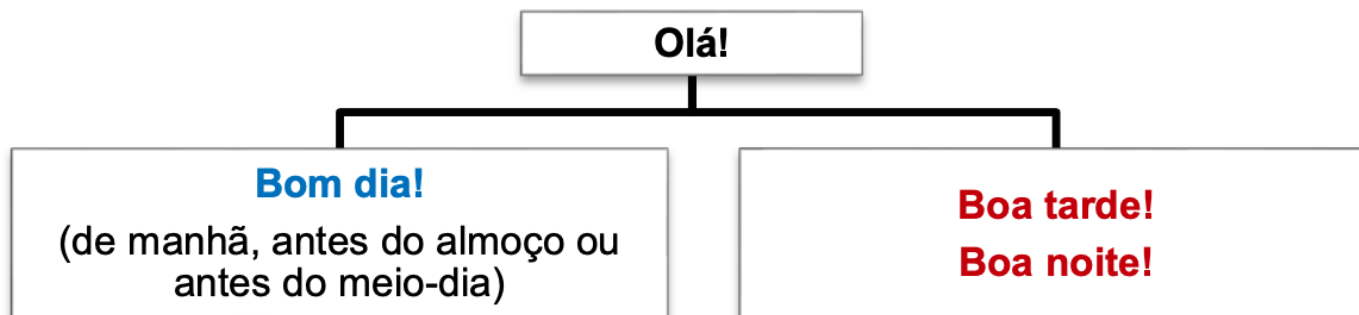 Olá!
Bom dia!
(de manhã, antes do almoço ou
antes do meio-dia)
Boa tarde!
Boa noite!